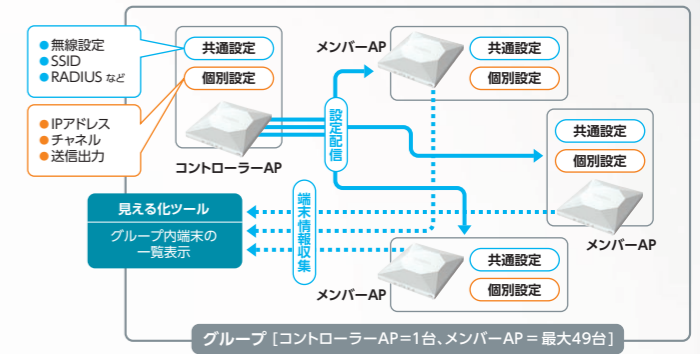 ●無線設定
●SSID
●RADIUS など
●IPアドレス
●チャネル
●送信出力
共通設定
個別設定
コントローラーAP
設定配信
メンバーAP
共通設定
個別設定
共通設定
個別設定
メンバーAP
見える化ツール
グループ内端末の
一覧表示
端末情報収集
メンバーAP
共通設定
個別設定
グループ［コントローラーAP＝1台、メンバーAP＝最大49台］